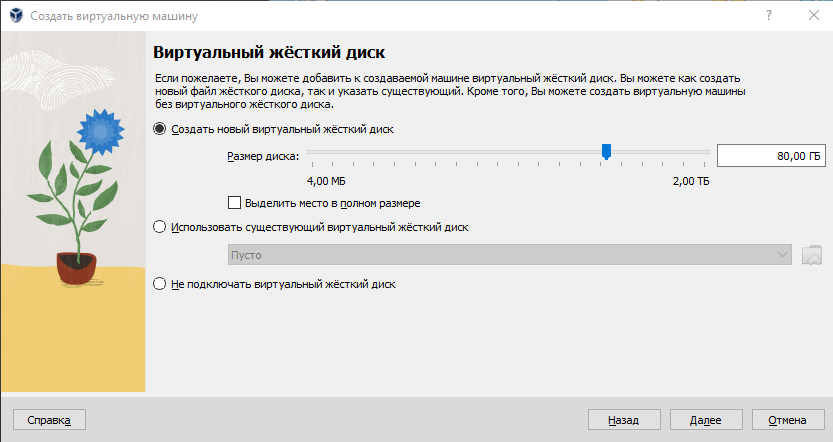 Создать виртуальную машину
Виртуальный жёсткий диск
Если пожелаете, Вы можете добавить к создаваемой машине виртуальный жёсткий диск. Вы можете как создать
новый файл жёсткого диска, так и указать существующий. Кроме того, Вы можете создать виртуальную машины
без виртуального жёсткого диска.
Создать новый виртуальный жёсткий диск
Размер диска:
80,00 ГБ
4,00 МБ
2,00 ТБ
Выделить место в полном размере
Использовать существующий виртуальный жёсткий диск
Пусто
Не подключать виртуальный жёсткий диск
Справка
Назад
Далее
Отмена